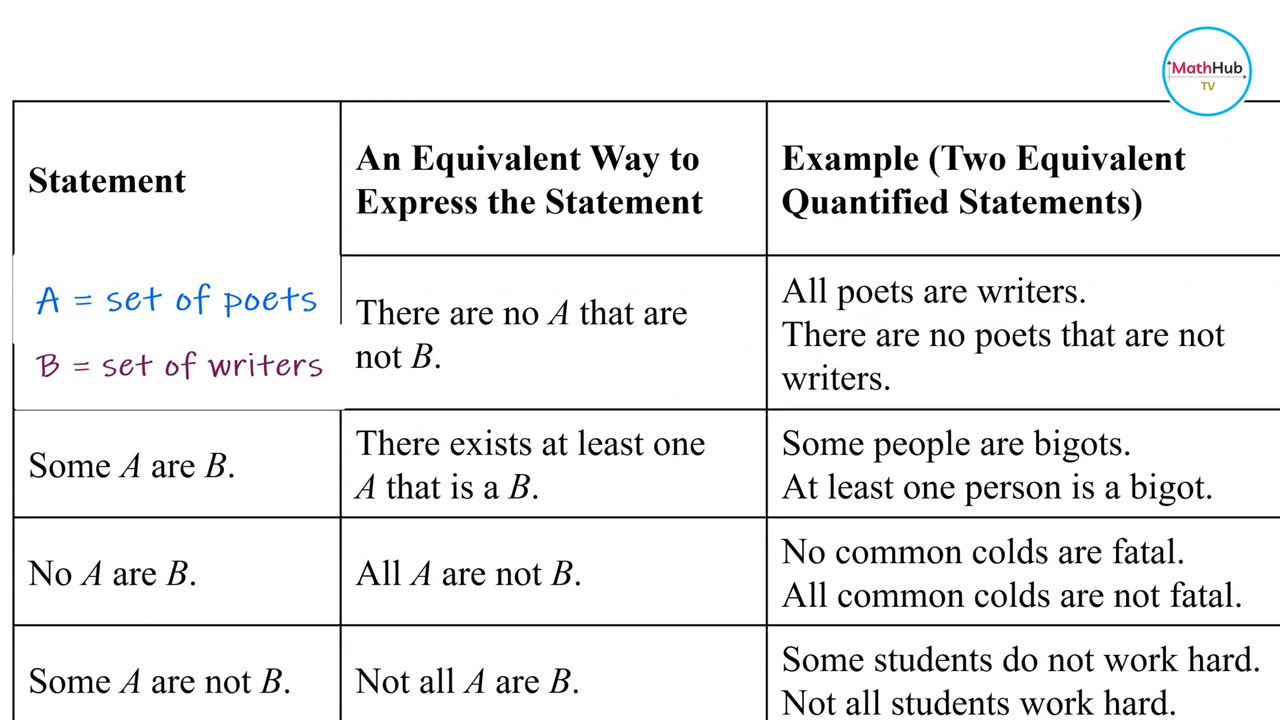 MathHub
TV
Statement
An Equivalent Way to
Express the Statement
Example (Two Equivalent
Quantified Statements)
A = set of poets
B = set of writers
There are no A that are
not B.
All poets are writers.
There are no poets that are not
writers.
Some A are B.
There exists at least one
A that is a B.
Some people are bigots.
At least one person is a bigot.
No A are B.
All A are not B.
No common colds are fatal.
All common colds are not fatal.
Some A are not B.
Not all A are B.
Some students do not work hard.
Not all students work hard.